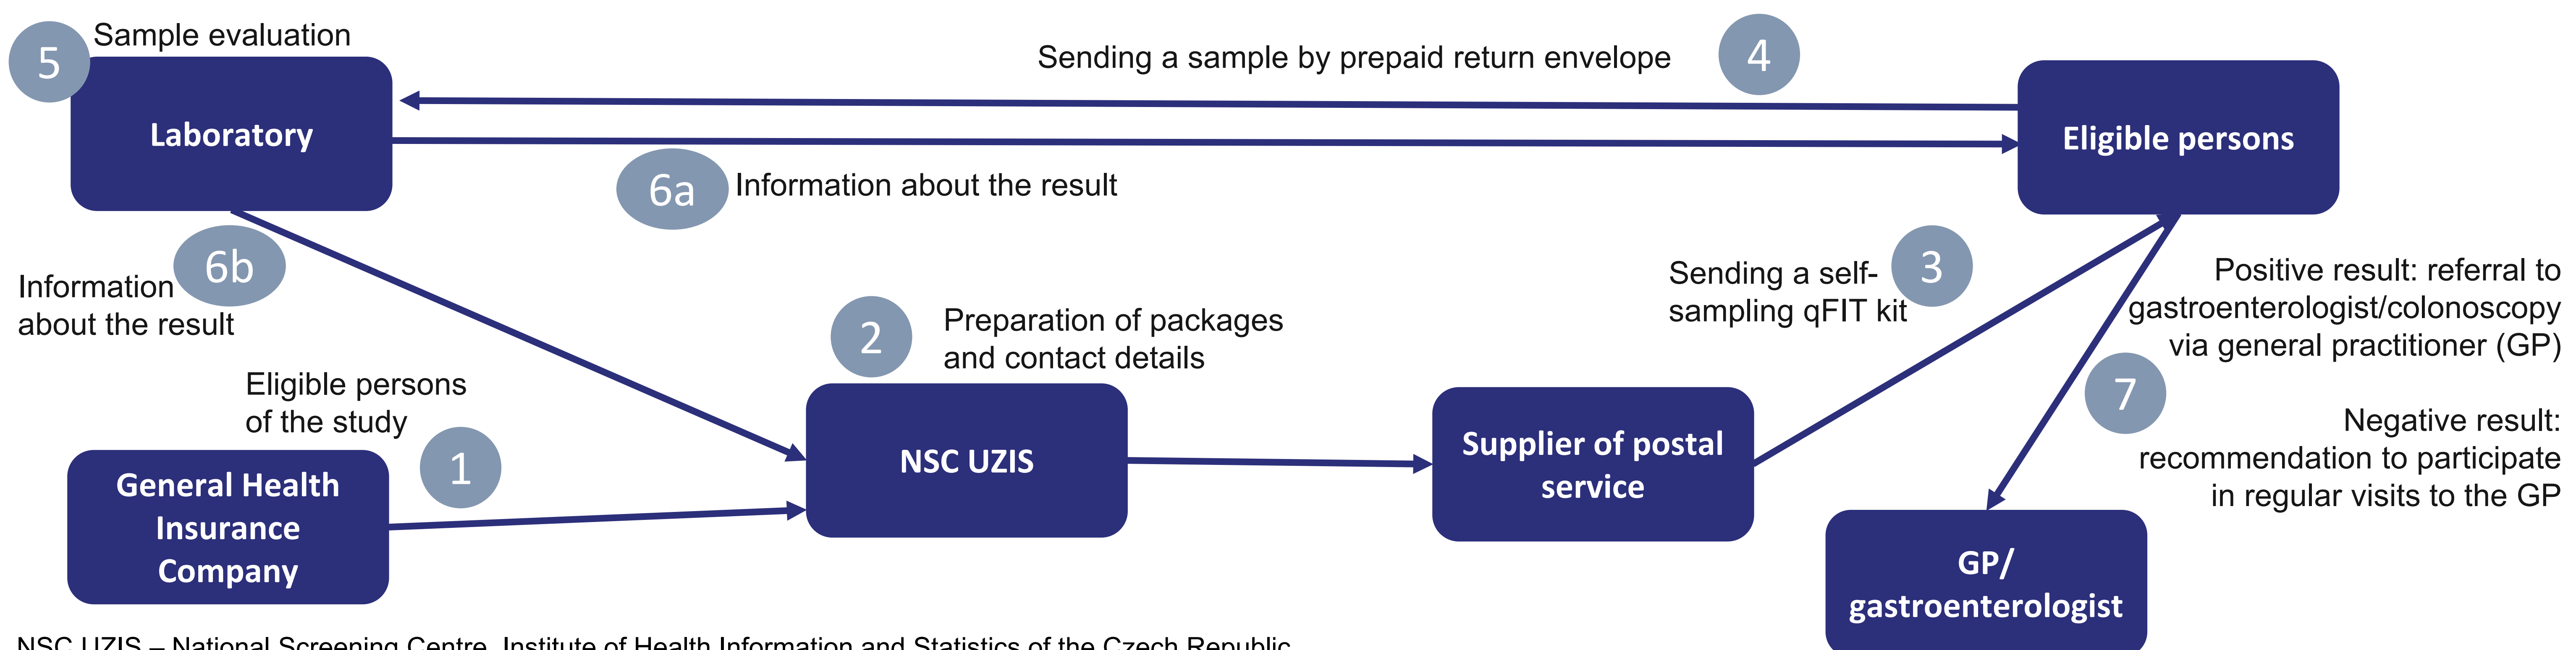 5
Sample evaluation
Laboratory
Sending a sample by prepaid return envelope
4
Eligible persons
6a
Information about the result
6b
Information
about the result
Eligible persons
of the study
1
General Health
Insurance
Company
2
Preparation of packages
and contact details
NSC UZIS
Supplier of postal
service
Sending a self-
sampling qFIT kit
3
Positive result: referral to
gastroenterologist/colonoscopy
via general practitioner (GP)
7
Negative result:
recommendation to participate
in regular visits to the GP
GP/
gastroenterologist
NSC UZIS – National Screening Centre, Institute of Health Information and Statistics of the Czech Republic